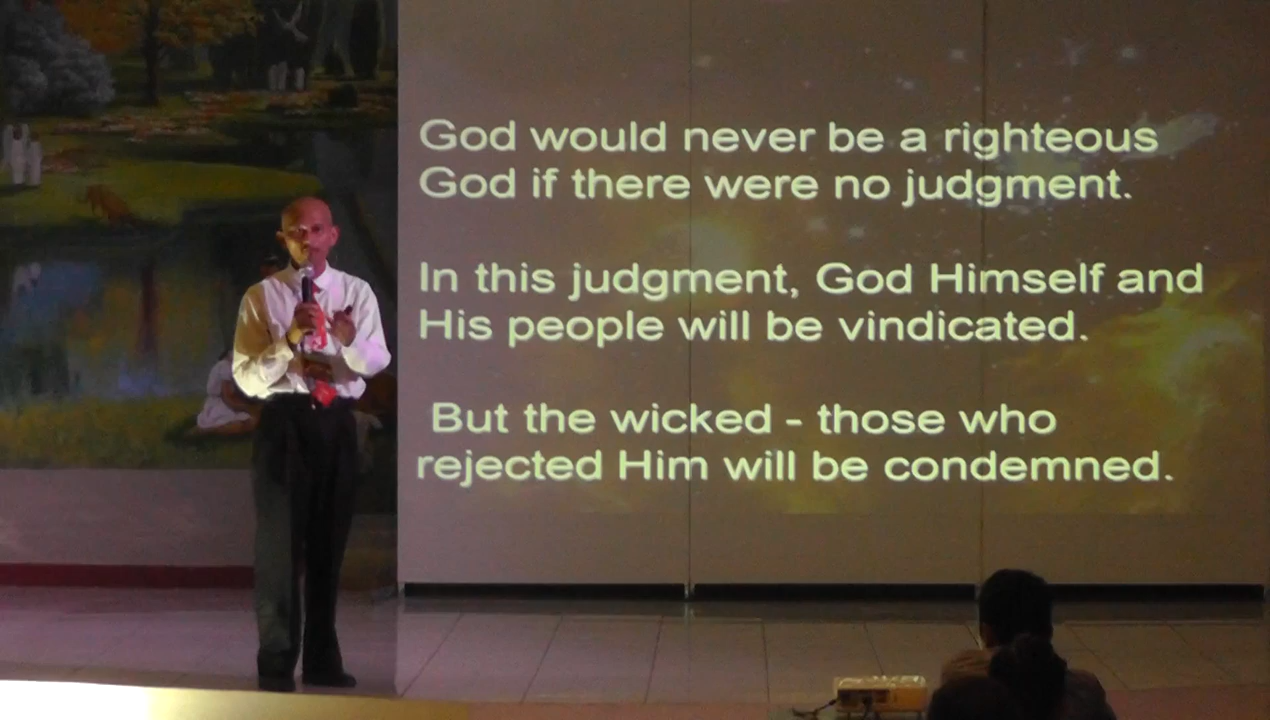 God would never be a righteous
God if there were no judgment.
In this judgment, God Himself and
His people will be vindicated.
But the wicked - those who
rejected Him will be condemned.